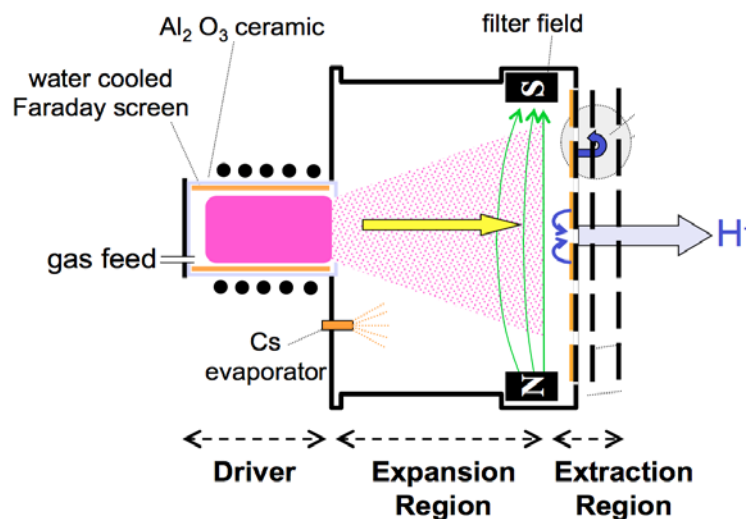 Al₂ O₃ ceramic
filter field
water cooled
Faraday screen
S
gas feed
H⁻
Cs
evaporator
N
Driver
Expansion
Region
Extraction
Region